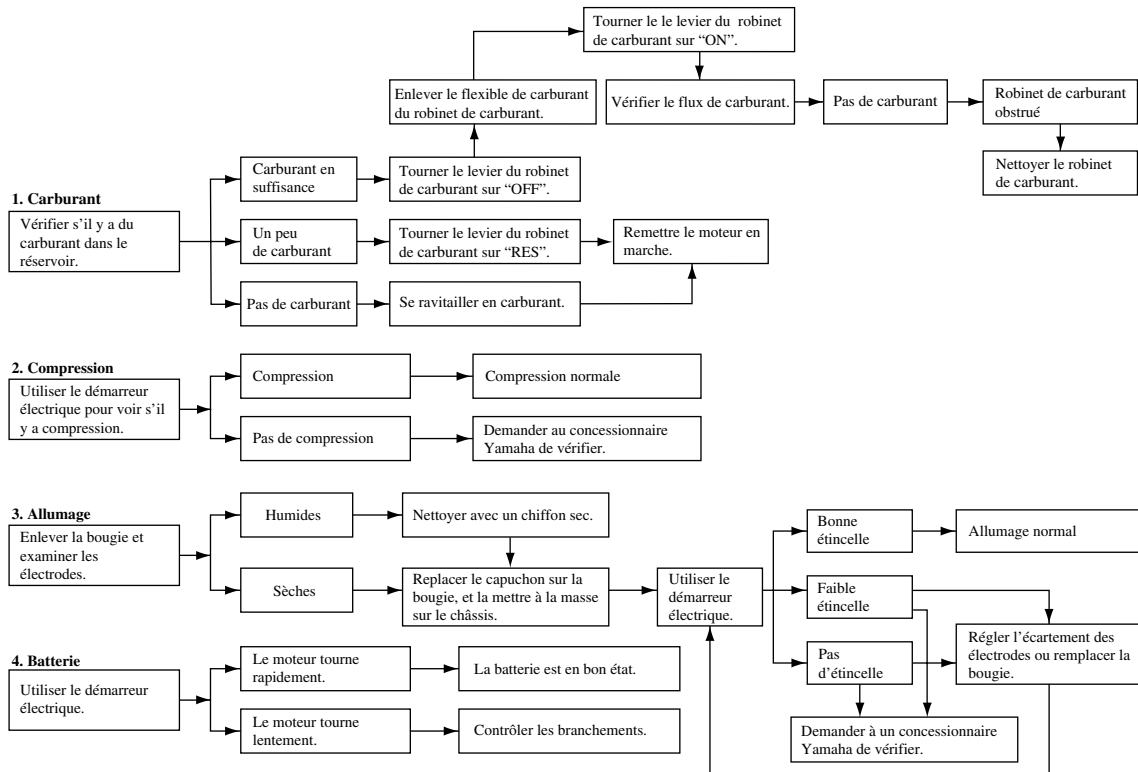 Tourner le le levier du robinet
de carburant sur “ON”.
Enlever le flexible de carburant
du robinet de carburant.
Vérifier le flux de carburant.
Pas de carburant
Robinet de carburant
obstrué
Nettoyer le robinet
de carburant.
Carburant en
suffisance
Tourner le levier du robinet
de carburant sur “OFF”.
1. Carburant
Vérifier s’il y a du
carburant dans le
réservoir.
Un peu
de carburant
Tourner le levier du robinet
de carburant sur “RES”.
Remettre le moteur en
marche.
Pas de carburant
Se ravitailler en carburant.
2. Compression
Utiliser le démarreur
électrique pour voir s’il
y a compression.
Compression
Compression normale
Pas de compression
Demander au concessionnaire
Yamaha de vérifier.
3. Allumage
Enlever la bougie et
examiner les
électrodes.
Humides
Nettoyer avec un chiffon sec.
Sèches
Replacer le capuchon sur la
bougie, et la mettre à la masse
sur le châssis.
Utiliser le
démarreur
électrique.
Bonne
étincelle
Allumage normal
Faible
étincelle
Pas
d’étincelle
Régler l’écartement des
électrodes ou remplacer la
bougie.
Demander à un concessionnaire
Yamaha de vérifier.
4. Batterie
Utiliser le démarreur
électrique.
Le moteur tourne
rapidement.
La batterie est en bon état.
Le moteur tourne
lentement.
Contrôler les branchements.